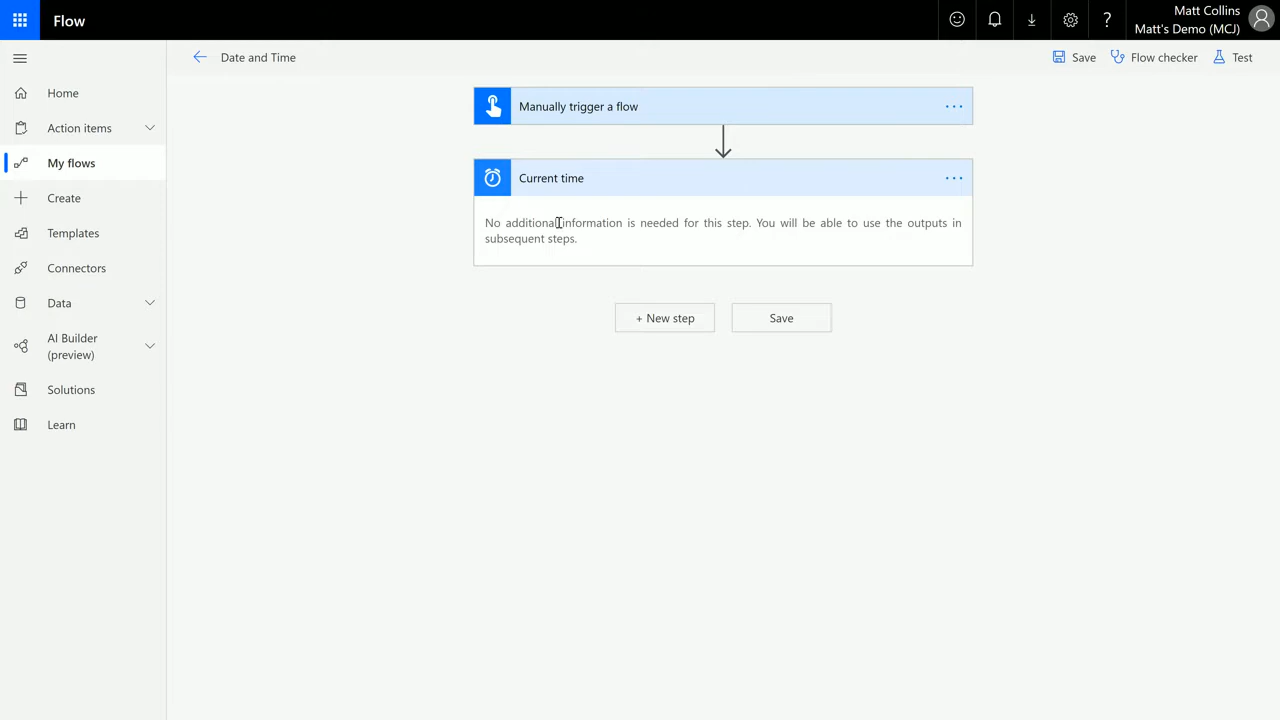 Flow
Matt Collins
Matt's Demo (MCJ)
Date and Time
Save
Flow checker
Test
Home
Action items
My flows
Create
Templates
Connectors
Data
AI Builder
(preview)
Solutions
Learn
Manually trigger a flow
Current time
No additional information is needed for this step. You will be able to use the outputs in
subsequent steps.
+ New step
Save